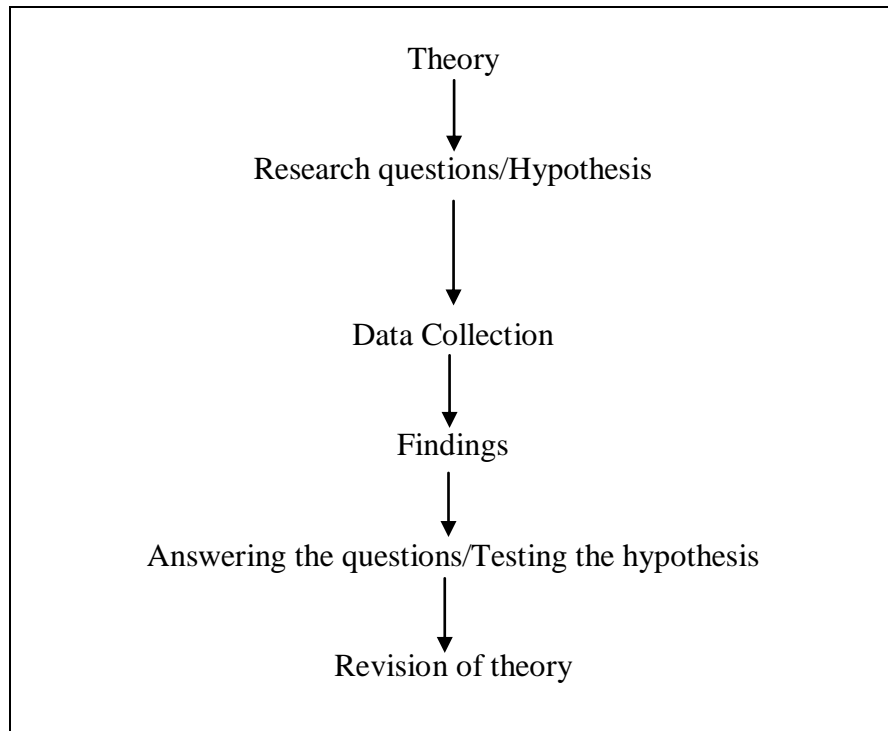 Theory
Research questions/Hypothesis
Data Collection
Findings
Answering the questions/Testing the hypothesis
Revision of theory